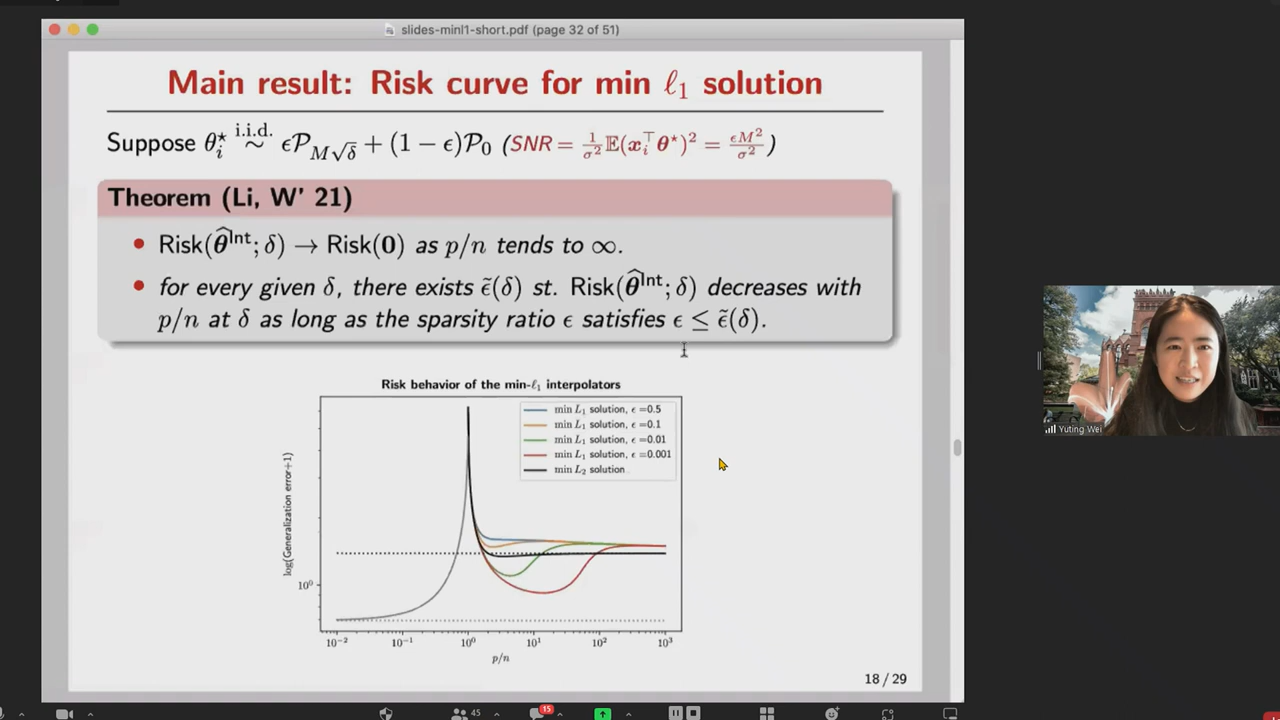 slides-minl1-short.pdf (page 32 of 51)
Main result: Risk curve for min ℓ₁ solution
Suppose θᵢ⋆ i.i.d. ∼ ϵ𝒫_{M√δ} + (1 − ϵ)𝒫₀ (SNR = 1/σ² 𝔼(xᵢ⊤θ⋆)² = ϵM²/σ²)
Theorem (Li, W' 21)
• Risk(θ̂^Int; δ) → Risk(0) as p/n tends to ∞.
• for every given δ, there exists ϵ̃(δ) st. Risk(θ̂^Int; δ) decreases with
p/n at δ as long as the sparsity ratio ϵ satisfies ϵ ≤ ϵ̃(δ).
Risk behavior of the min-ℓ₁ interpolators
min L₁ solution, ϵ =0.5
min L₁ solution, ϵ =0.1
min L₁ solution, ϵ =0.01
min L₁ solution, ϵ =0.001
min L₂ solution
log(Generalization error+1)
10⁰
10⁻² 10⁻¹ 10⁰ 10¹ 10² 10³
p/n
18 / 29
Yuting Wei
45
15